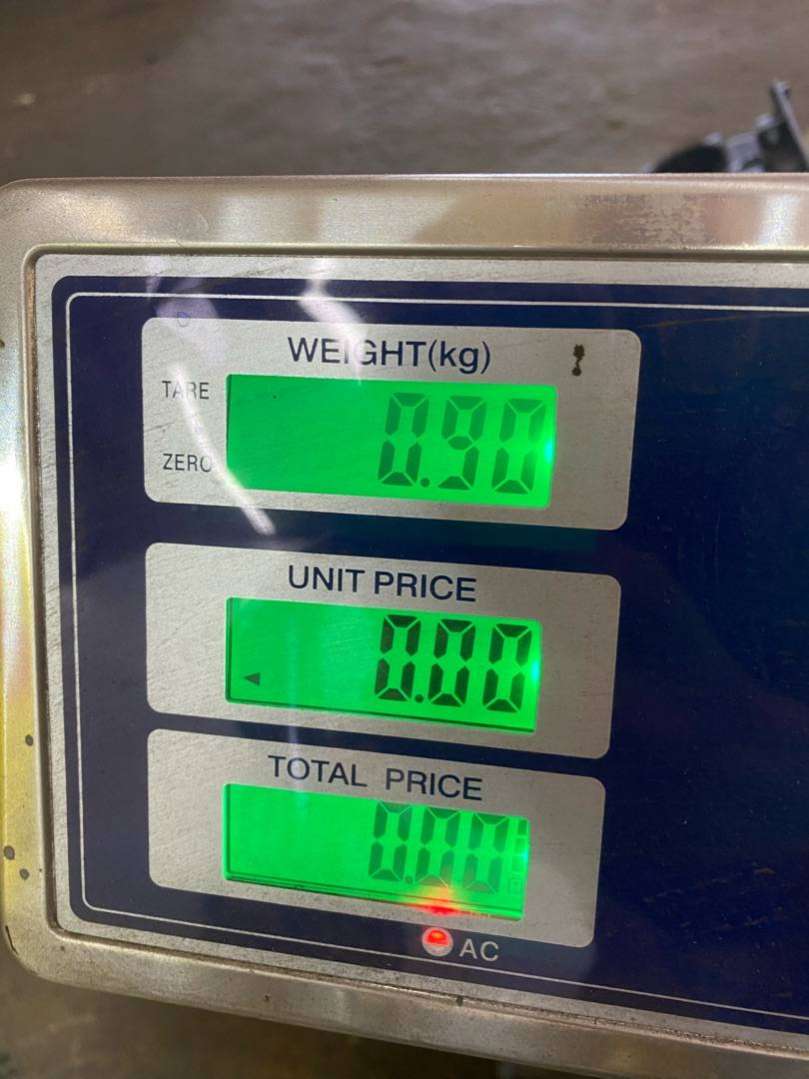 WEIGHT(kg)
TARE
0.90
ZERO
UNIT PRICE
0.00
TOTAL PRICE
0.00
AC